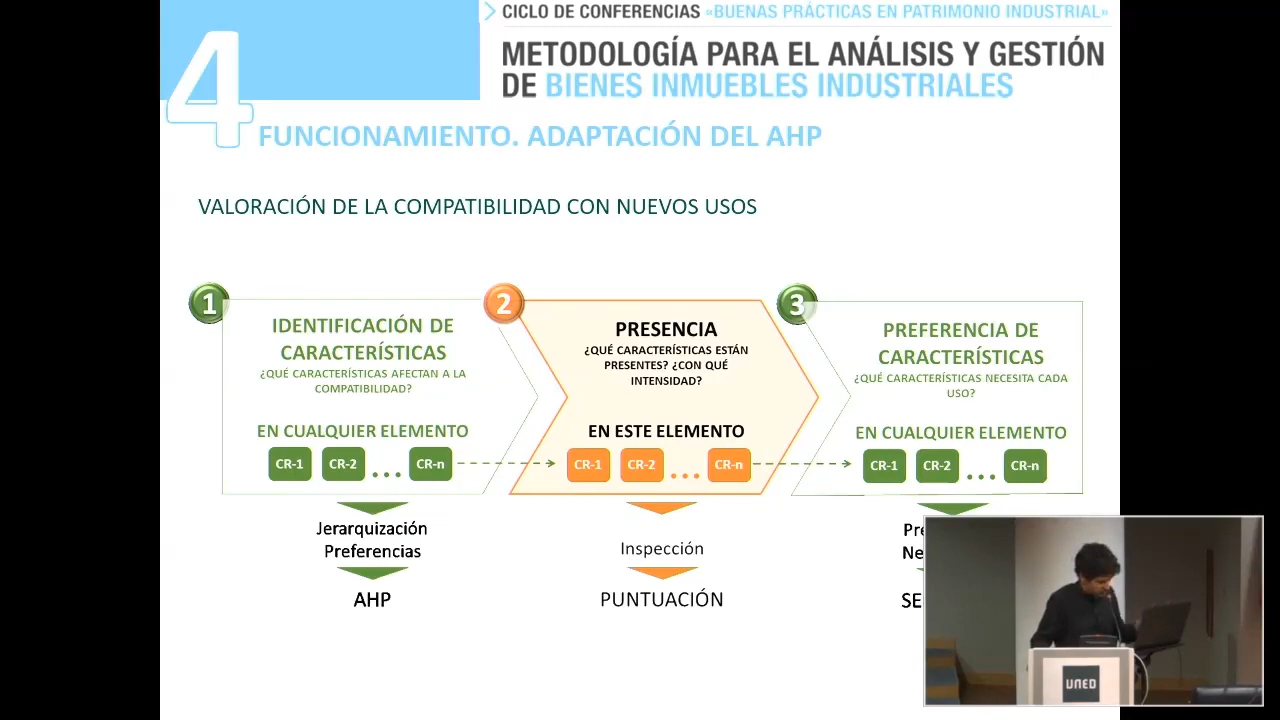 CICLO DE CONFERENCIAS «BUENAS PRÁCTICAS EN PATRIMONIO INDUSTRIAL»
METODOLOGÍA PARA EL ANÁLISIS Y GESTIÓN
DE BIENES INMUEBLES INDUSTRIALES
4
FUNCIONAMIENTO. ADAPTACIÓN DEL AHP
VALORACIÓN DE LA COMPATIBILIDAD CON NUEVOS USOS
1
IDENTIFICACIÓN DE
CARACTERÍSTICAS
¿QUÉ CARACTERÍSTICAS AFECTAN A LA
COMPATIBILIDAD?
EN CUALQUIER ELEMENTO
CR-1 CR-2 ... CR-n
Jerarquización
Preferencias
AHP
2
PRESENCIA
¿QUÉ CARACTERÍSTICAS ESTÁN
PRESENTES? ¿CON QUÉ
INTENSIDAD?
EN ESTE ELEMENTO
CR-1 CR-2 ... CR-n
Inspección
PUNTUACIÓN
3
PREFERENCIA DE
CARACTERÍSTICAS
¿QUÉ CARACTERÍSTICAS NECESITA CADA
USO?
EN CUALQUIER ELEMENTO
CR-1 CR-2 ... CR-n
Pre
Ne
SE
UNED